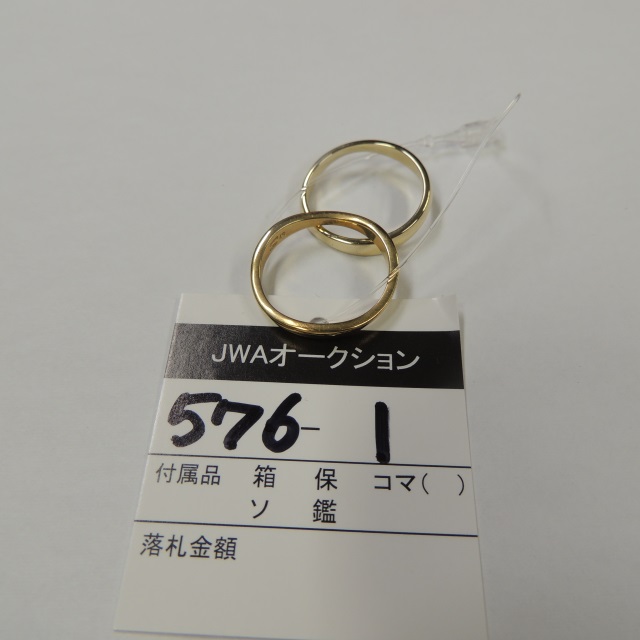 JWAオークション
576-1
付属品 箱 保 コマ( )
ソ 鑑
落札金額